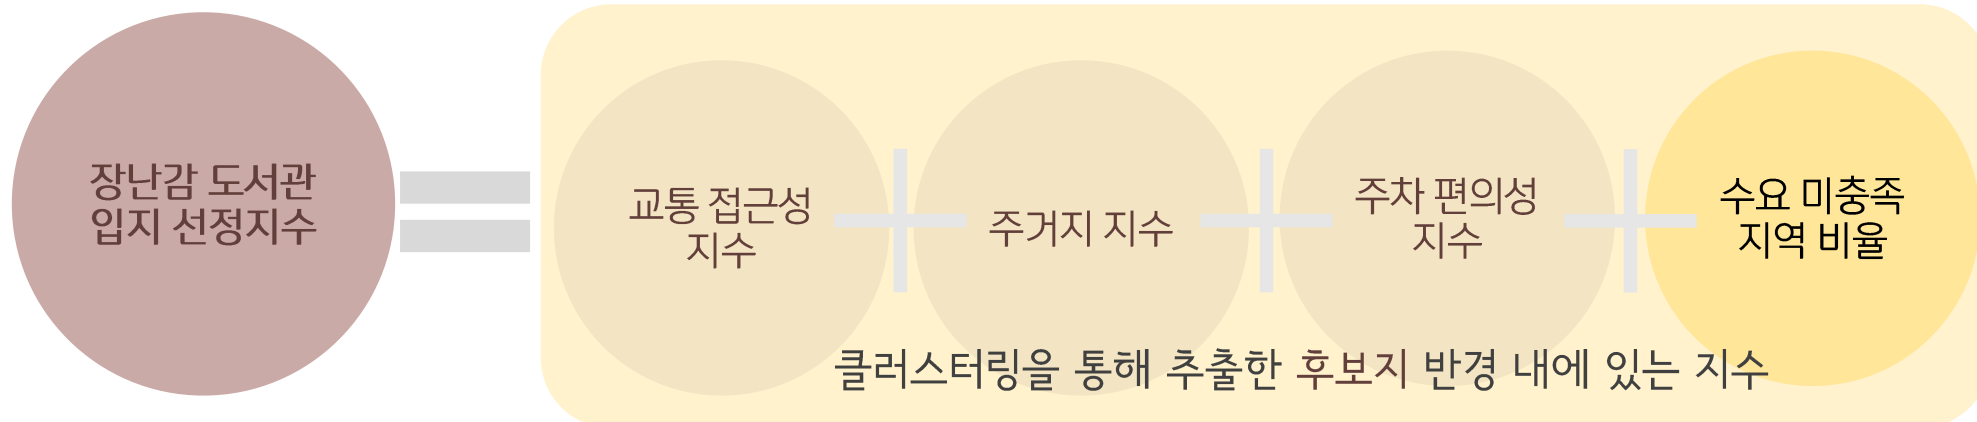 장난감 도서관
입지 선정지수
교통 접근성
지수
주거지 지수
주차 편의성
지수
수요 미충족
지역 비율
클러스터링을 통해 추출한 후보지 반경 내에 있는 지수